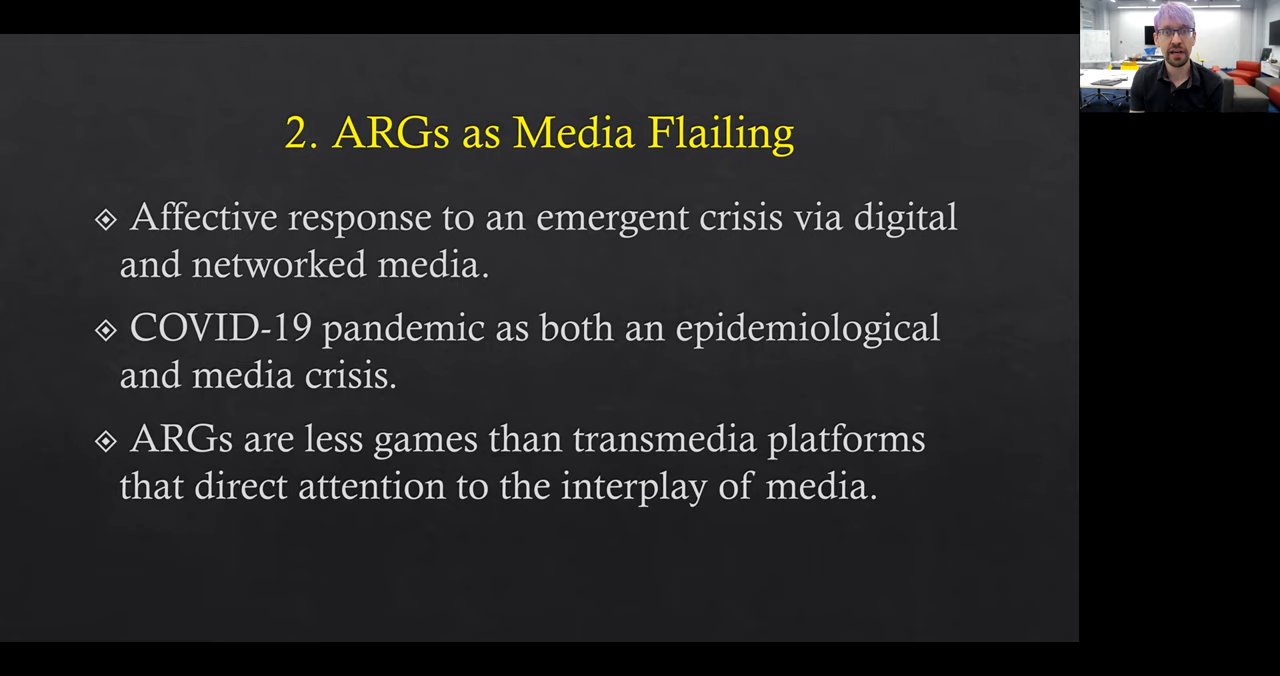 2. ARGs as Media Flailing
Affective response to an emergent crisis via digital
and networked media.
COVID-19 pandemic as both an epidemiological
and media crisis.
ARGs are less games than transmedia platforms
that direct attention to the interplay of media.